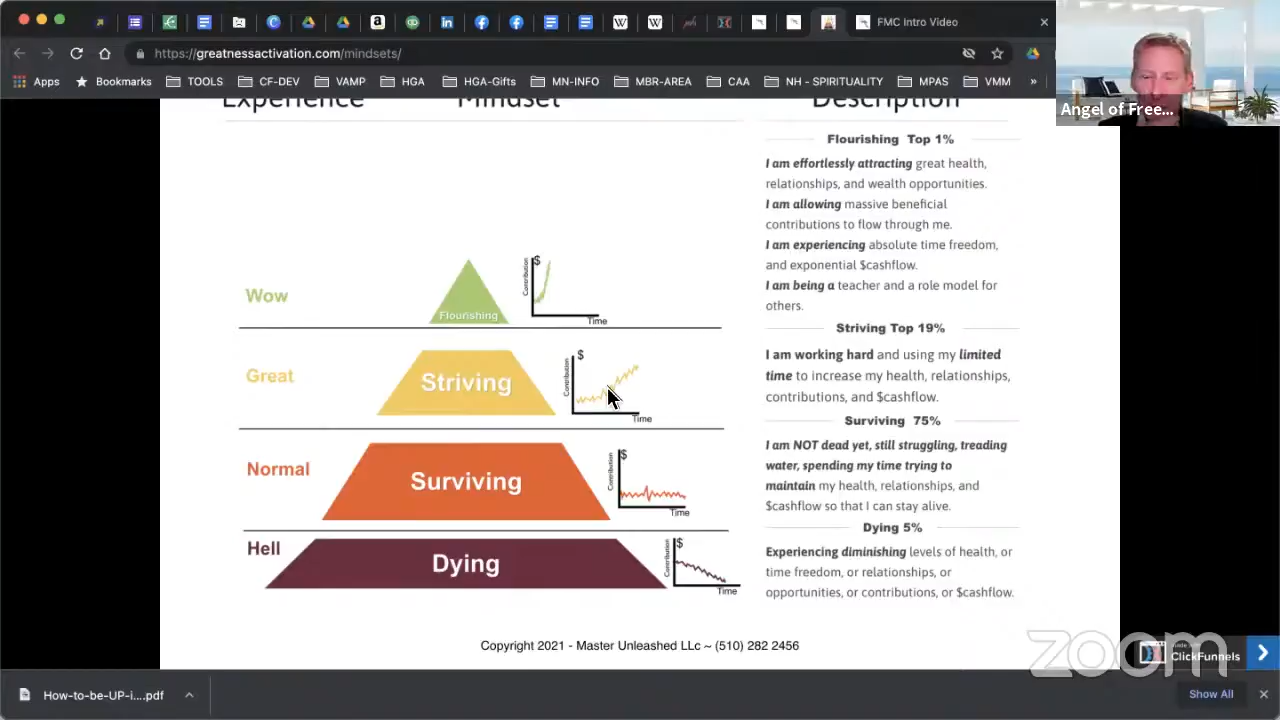 FMC Intro Video
https://greatnessactivation.com/mindsets/
Apps Bookmarks TOOLS CF-DEV VAMP HGA HGA-Gifts MN-INFO MBR-AREA CAA NH - SPIRITUALITY MPAS VMM »
Angel of Free...
Experience Mindset Description
Flourishing Top 1%
I am effortlessly attracting great health,
relationships, and wealth opportunities.
I am allowing massive beneficial
contributions to flow through me.
I am experiencing absolute time freedom,
and exponential $cashflow.
I am being a teacher and a role model for
others.
Wow
Flourishing
$
Contribution
Time
Striving Top 19%
I am working hard and using my limited
time to increase my health, relationships,
contributions, and $cashflow.
Great
Striving
$
Contribution
Time
Surviving 75%
I am NOT dead yet, still struggling, treading
water, spending my time trying to
maintain my health, relationships, and
$cashflow so that I can stay alive.
Normal
Surviving
$
Contribution
Time
Dying 5%
Experiencing diminishing levels of health, or
time freedom, or relationships, or
opportunities, or contributions, or $cashflow.
Hell
Dying
$
Contribution
Time
Copyright 2021 - Master Unleashed LLc ~ (510) 282 2456
zoom
ClickFunnels
How-to-be-UP-i....pdf
Show All